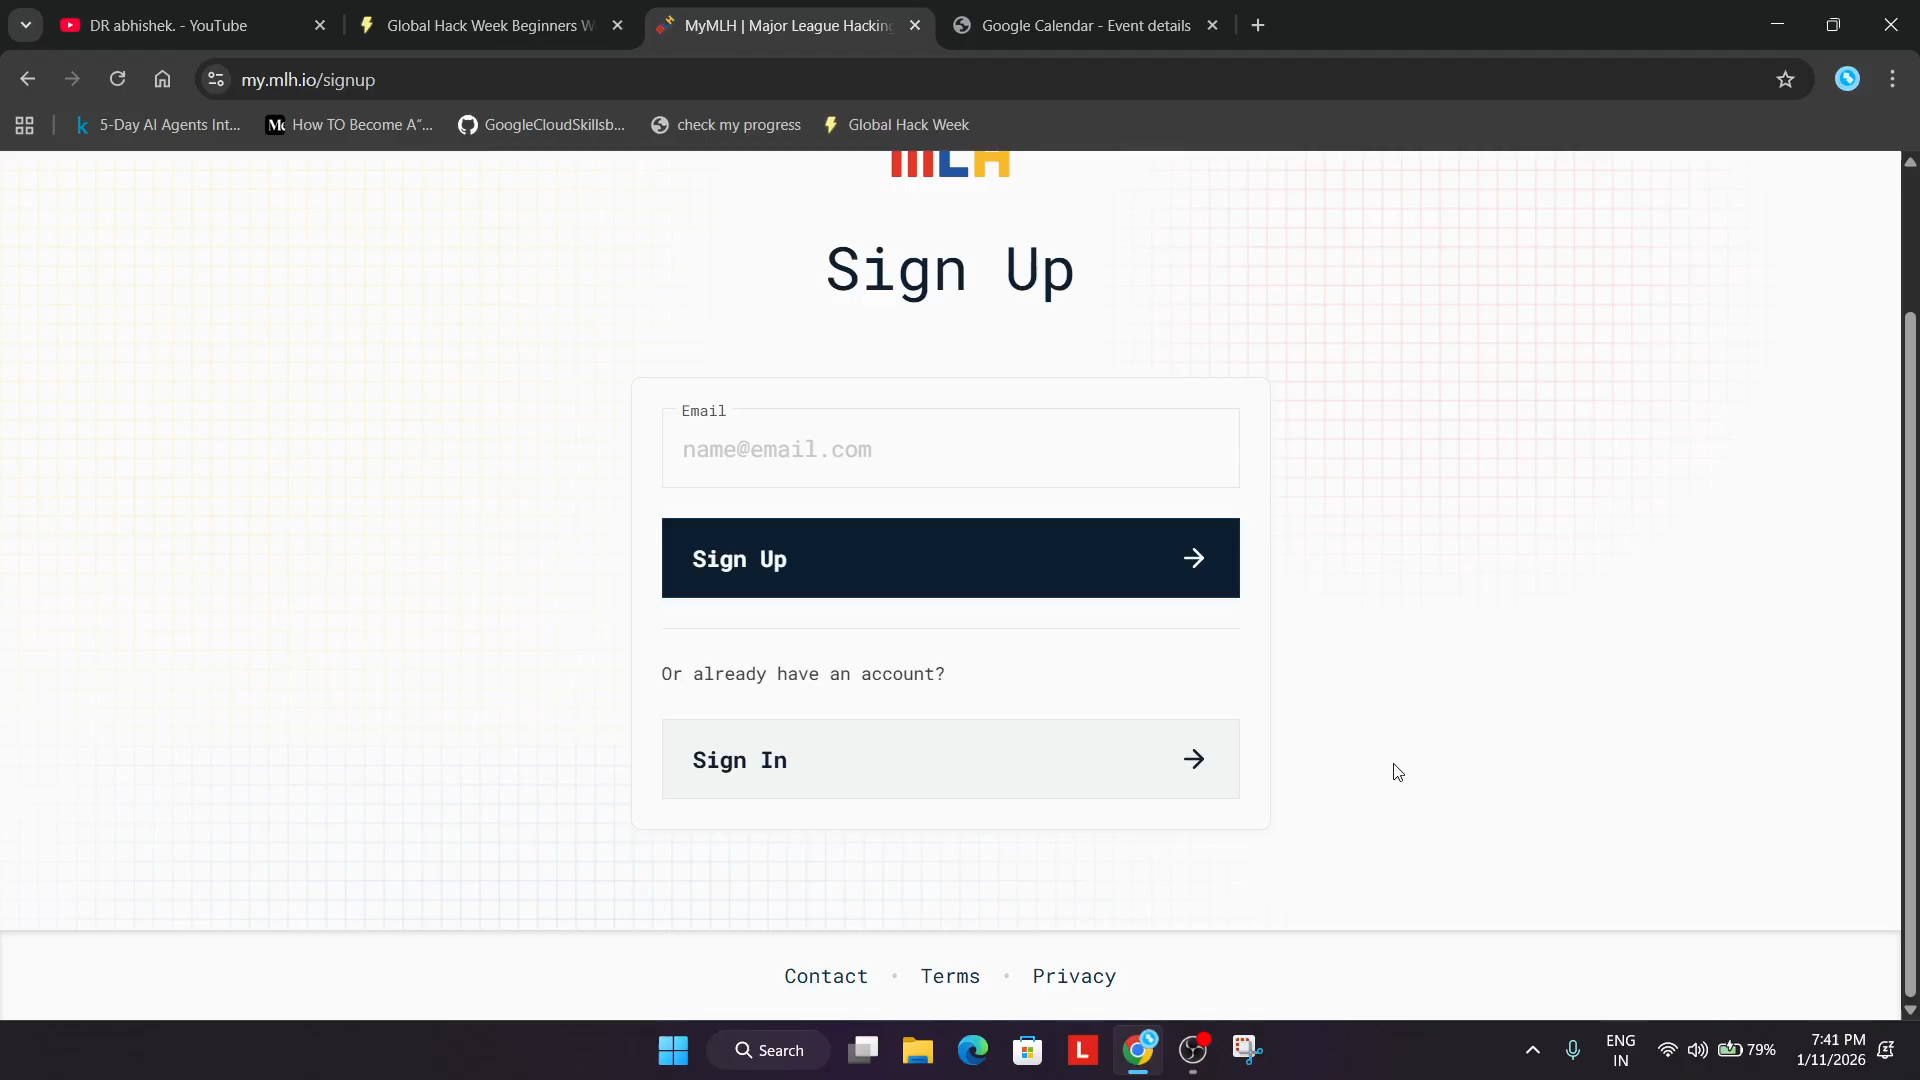 DR abhishek. - YouTube
Global Hack Week Beginners W
MyMLH | Major League Hacking
Google Calendar - Event details
my.mlh.io/signup
5-Day AI Agents Int...
How TO Become A“...
GoogleCloudSkillsb...
check my progress
Global Hack Week
MLH
Sign Up
Email
name@email.com
Sign Up
Or already have an account?
Sign In
Contact • Terms • Privacy
Search
L
ENG
IN
79%
7:41 PM
1/11/2026